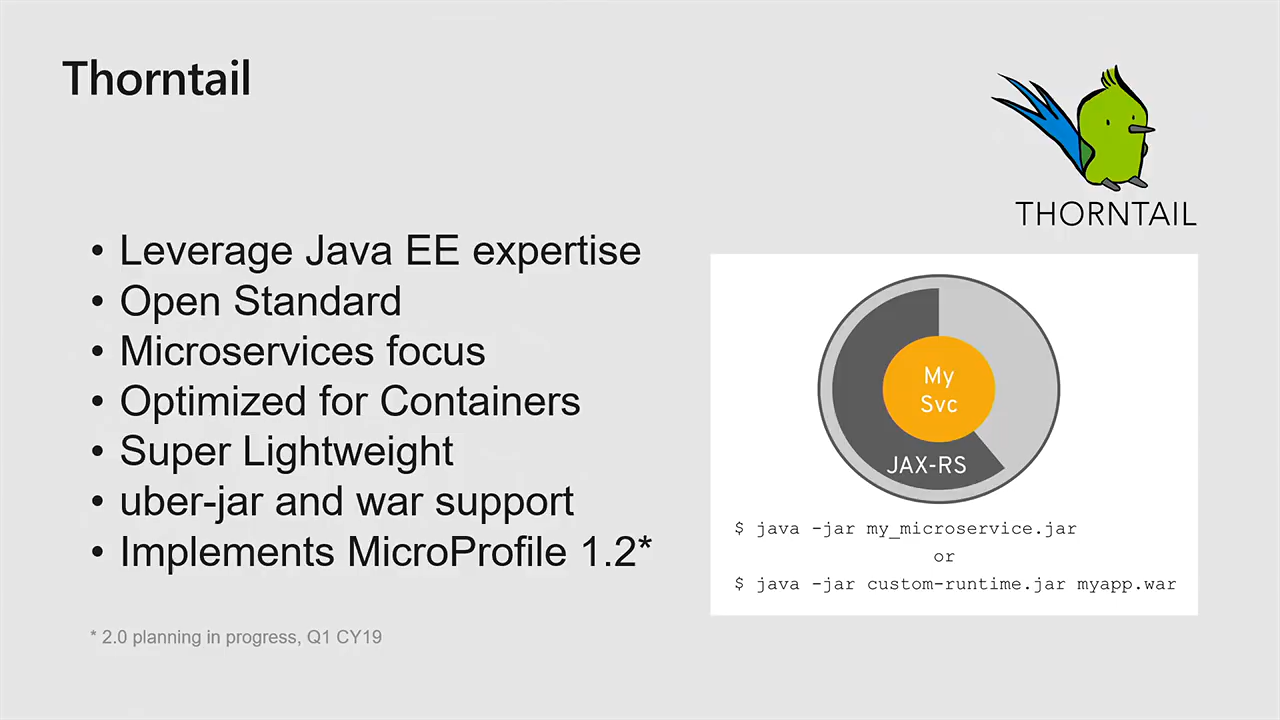 Thorntail
THORNTAIL
• Leverage Java EE expertise
• Open Standard
• Microservices focus
• Optimized for Containers
• Super Lightweight
• uber-jar and war support
• Implements MicroProfile 1.2*
* 2.0 planning in progress, Q1 CY19
My
Svc
JAX-RS
$ java -jar my_microservice.jar
or
$ java -jar custom-runtime.jar myapp.war